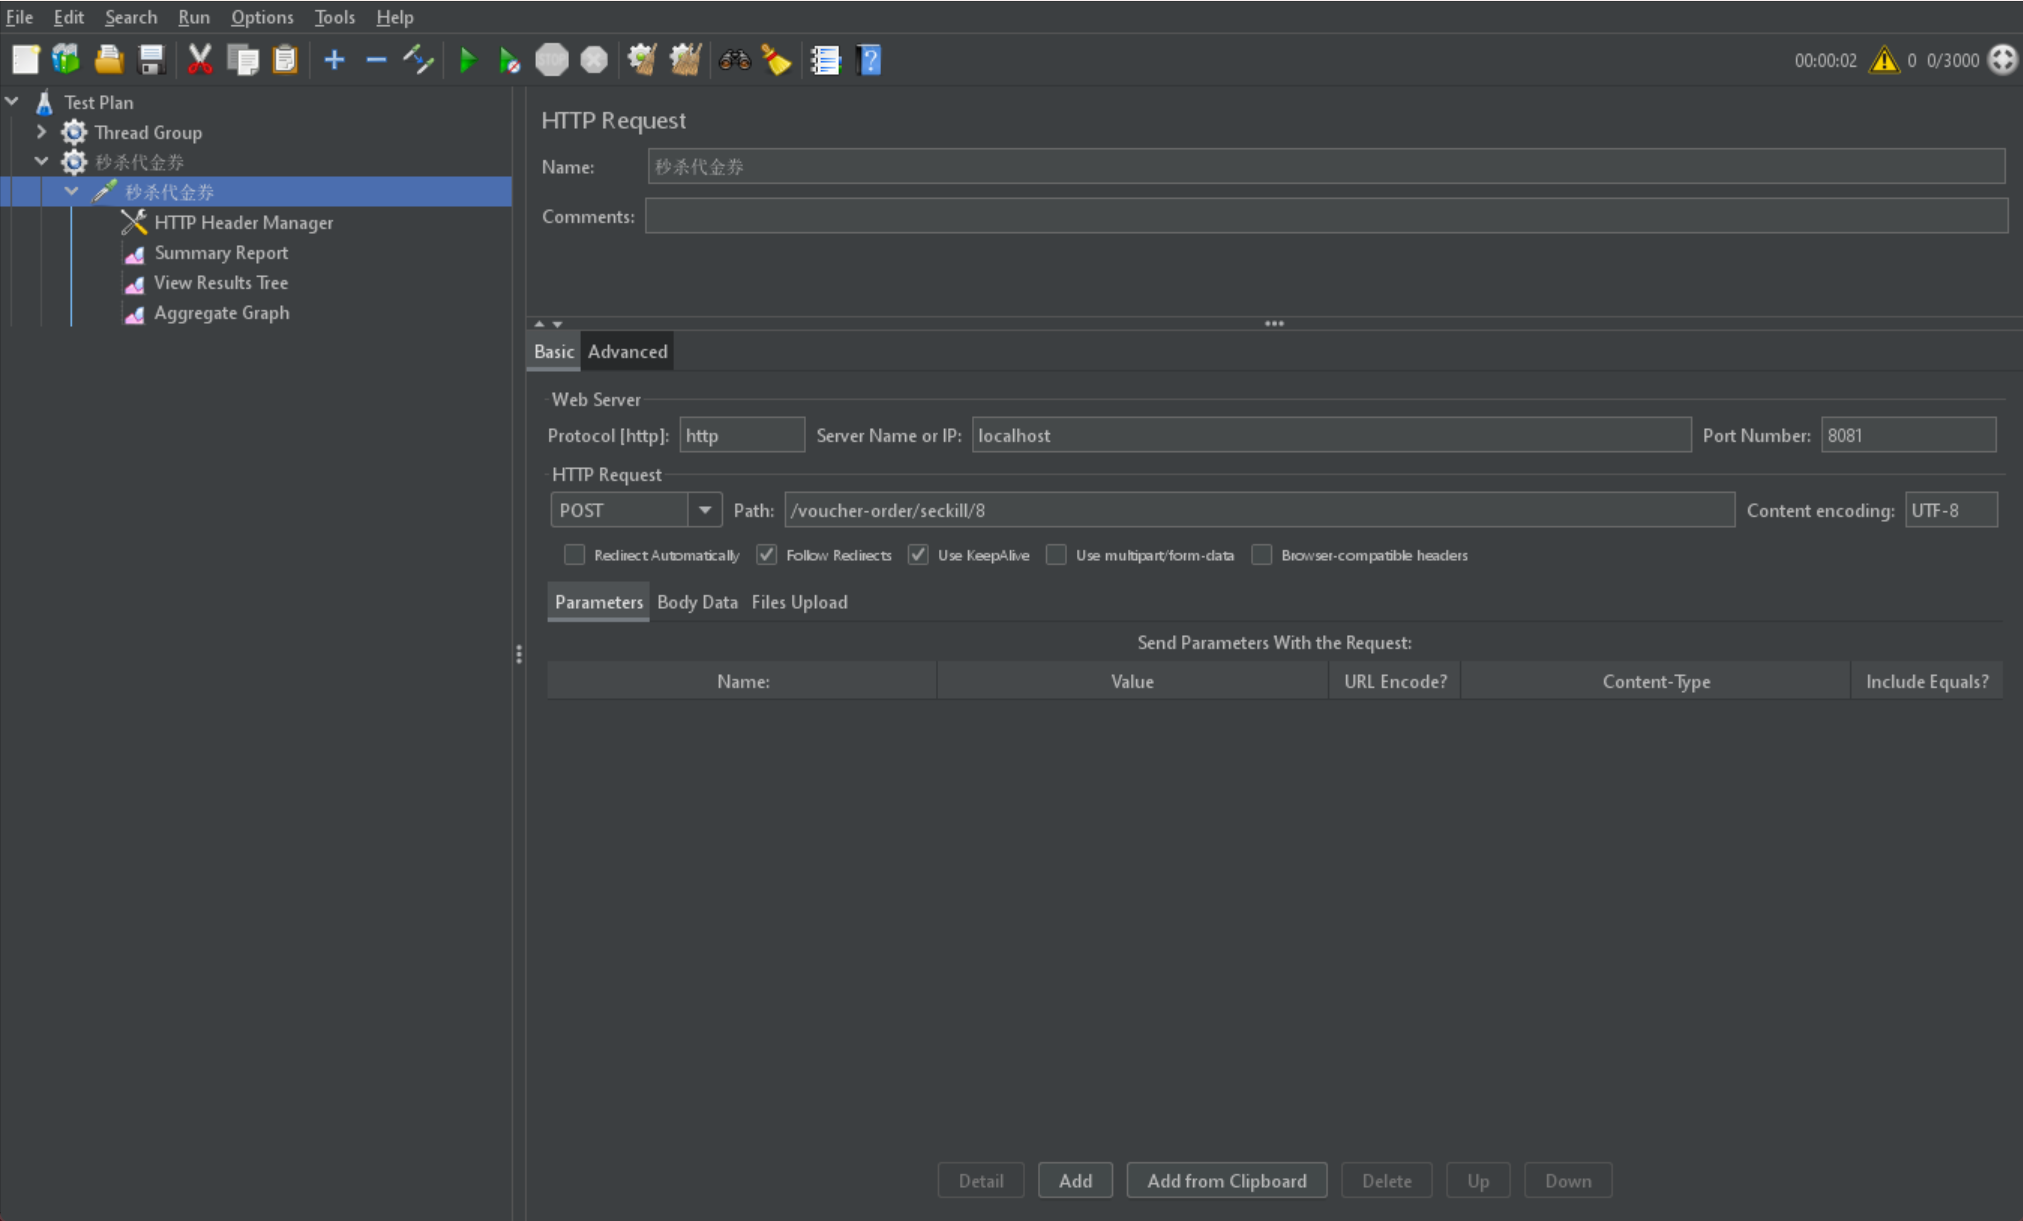 File Edit Search Run Options Tools Help
STOP
00:00:02 0 0/3000
Test Plan
Thread Group
秒杀代金券
秒杀代金券
HTTP Header Manager
Summary Report
View Results Tree
Aggregate Graph
HTTP Request
Name: 秒杀代金券
Comments:
Basic Advanced
Web Server
Protocol [http]: http Server Name or IP: localhost Port Number: 8081
HTTP Request
POST Path: /voucher-order/seckill/8 Content encoding: UTF-8
Redirect Automatically Follow Redirects Use KeepAlive Use multipart/form-data Browser-compatible headers
Parameters Body Data Files Upload
Send Parameters With the Request:
Name: Value URL Encode? Content-Type Include Equals?
Detail Add Add from Clipboard Delete Up Down